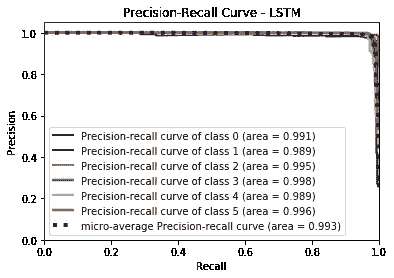 Precision-Recall Curve - LSTM
1.0
0.8
0.6
0.4
0.2
0.0
Precision
Precision-recall curve of class 0 (area = 0.991)
Precision-recall curve of class 1 (area = 0.989)
Precision-recall curve of class 2 (area = 0.995)
Precision-recall curve of class 3 (area = 0.998)
Precision-recall curve of class 4 (area = 0.989)
Precision-recall curve of class 5 (area = 0.996)
micro-average Precision-recall curve (area = 0.993)
0.0 0.2 0.4 0.6 0.8 1.0
Recall